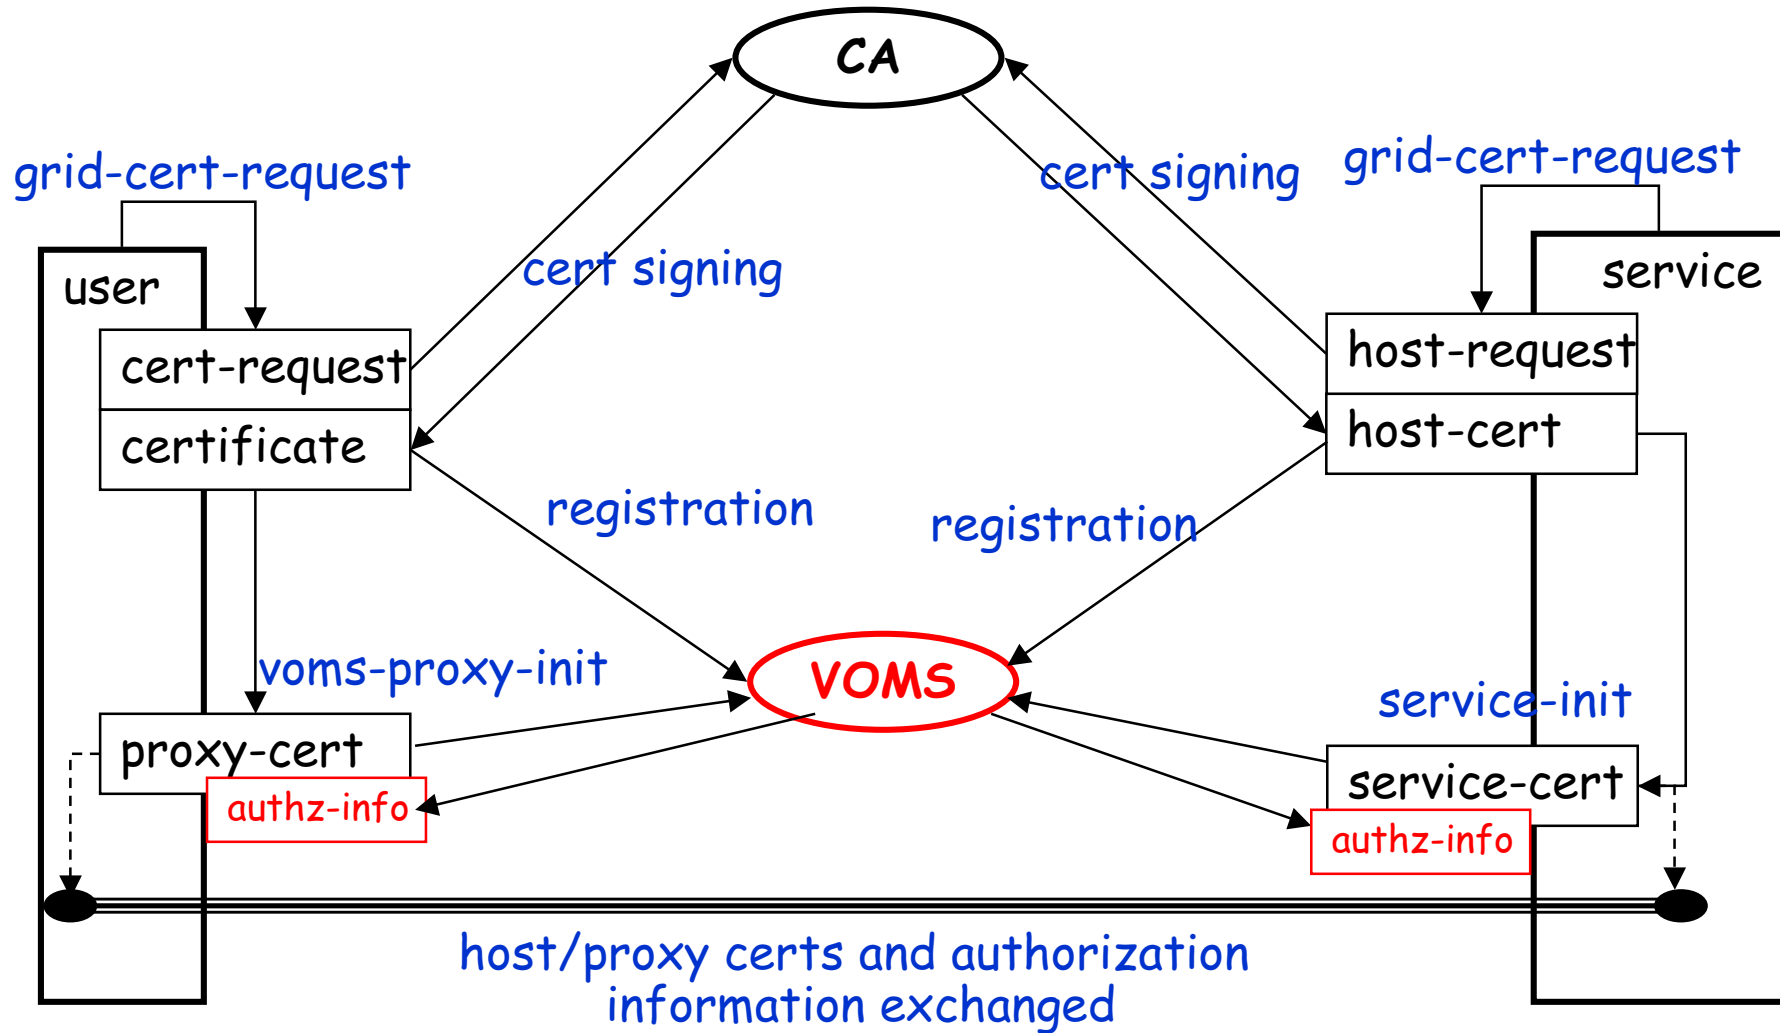 CA
grid-cert-request
cert signing
grid-cert-request
user
cert signing
service
cert-request
host-request
certificate
host-cert
registration
registration
voms-proxy-init
VOMS
service-init
proxy-cert
service-cert
authz-info
authz-info
host/proxy certs and authorization
information exchanged